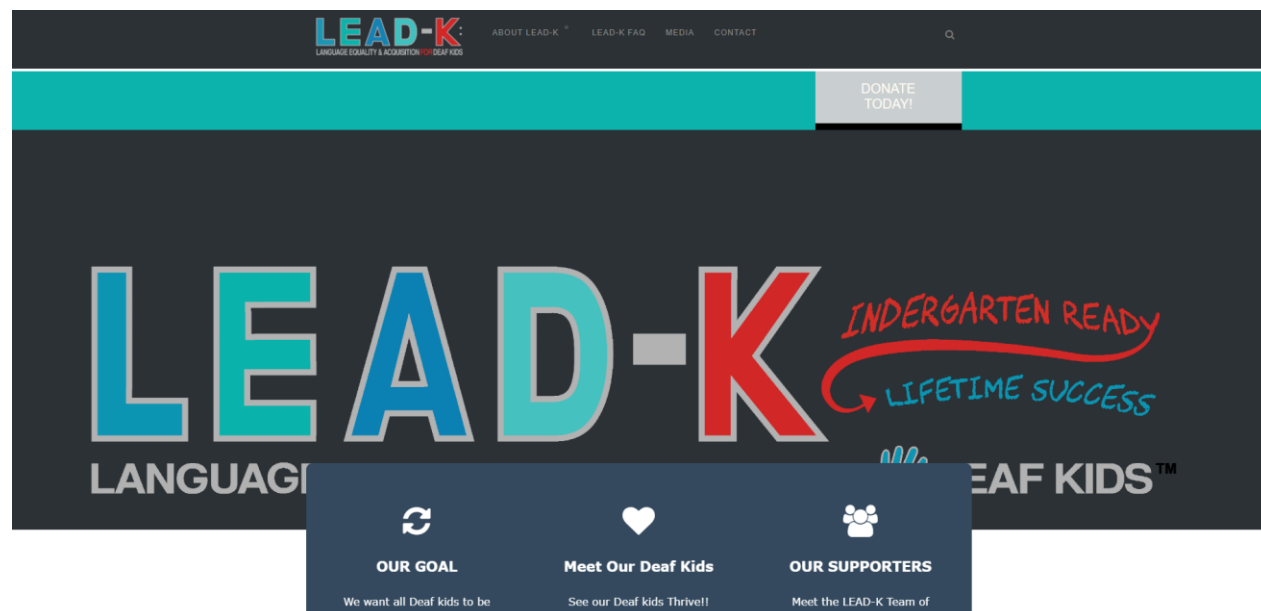 LEAD-K:
LANGUAGE EQUALITY & ACQUISITION FOR DEAF KIDS
ABOUT LEAD-K ®
LEAD-K FAQ
MEDIA
CONTACT
DONATE
TODAY!
LEAD-K
INDERGARTEN READY
LIFETIME SUCCESS
LANGUAG
EAF KIDS™
OUR GOAL
We want all Deaf kids to be
Meet Our Deaf Kids
See our Deaf kids Thrive!!
OUR SUPPORTERS
Meet the LEAD-K Team of